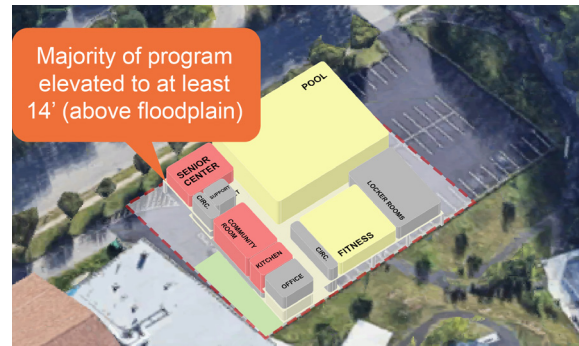 Majority of program
elevated to at least
14' (above floodplain)
POOL
SENIOR
CENTER
CIRC.
SUPPORT
LOCKER ROOMS
COMMUNITY
ROOM
KITCHEN
CIRC.
FITNESS
OFFICE